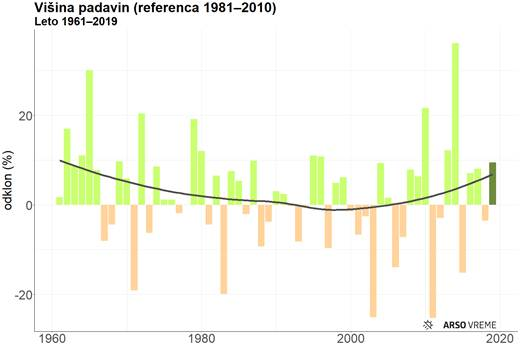 Višina padavin (referenca 1981–2010)
Leto 1961–2019
odklon (%)
20
0
-20
1960
1980
2000
2020
ARSO VREME